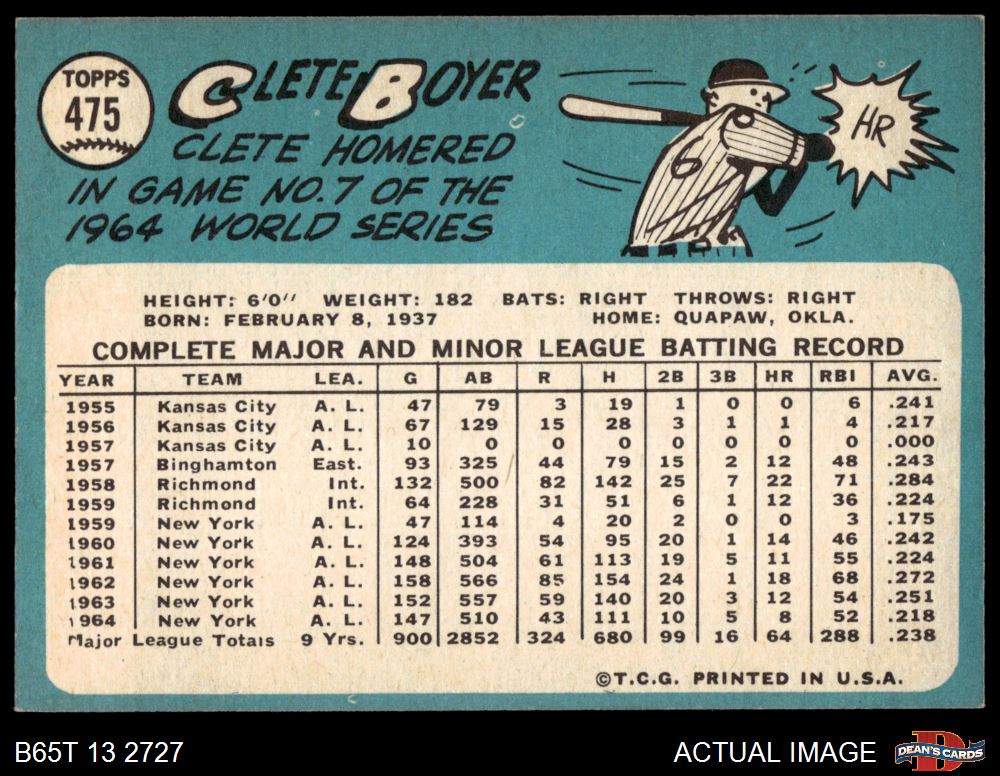 TOPPS
475
CLETE BOYER
CLETE HOMERED
IN GAME NO. 7 OF THE
1964 WORLD SERIES
6
HR
HEIGHT: 6'0'' WEIGHT: 182 BATS: RIGHT THROWS: RIGHT
BORN: FEBRUARY 8, 1937 HOME: QUAPAW, OKLA.
COMPLETE MAJOR AND MINOR LEAGUE BATTING RECORD
YEAR TEAM LEA. G AB R H 2B 3B HR RBI AVG.
1955 Kansas City A. L. 47 79 3 19 1 0 0 6 .241
1956 Kansas City A. L. 67 129 15 28 3 1 1 4 .217
1957 Kansas City A. L. 10 0 0 0 0 0 0 0 .000
1957 Binghamton East. 93 325 44 79 15 2 12 48 .243
1958 Richmond Int. 132 500 82 142 25 7 22 71 .284
1959 Richmond Int. 64 228 31 51 6 1 12 36 .224
1959 New York A. L. 47 114 4 20 2 0 0 3 .175
1960 New York A. L. 124 393 54 95 20 1 14 46 .242
1961 New York A. L. 148 504 61 113 19 5 11 55 .224
1962 New York A. L. 158 566 85 154 24 1 18 68 .272
1963 New York A. L. 152 557 59 140 20 3 12 54 .251
1964 New York A. L. 147 510 43 111 10 5 8 52 .218
Major League Totals 9 Yrs. 900 2852 324 680 99 16 64 288 .238
©T.C.G. PRINTED IN U.S.A.
B65T 13 2727 ACTUAL IMAGE D DEAN'S CARDS